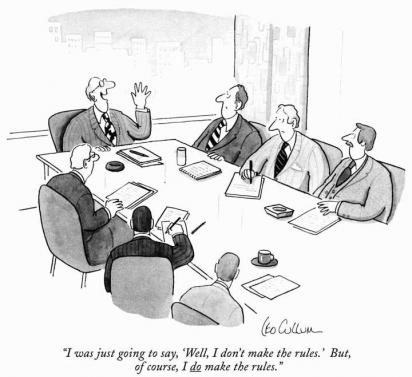 LEO CULLUM
"I was just going to say, 'Well, I don't make the rules.' But,
of course, I do make the rules."